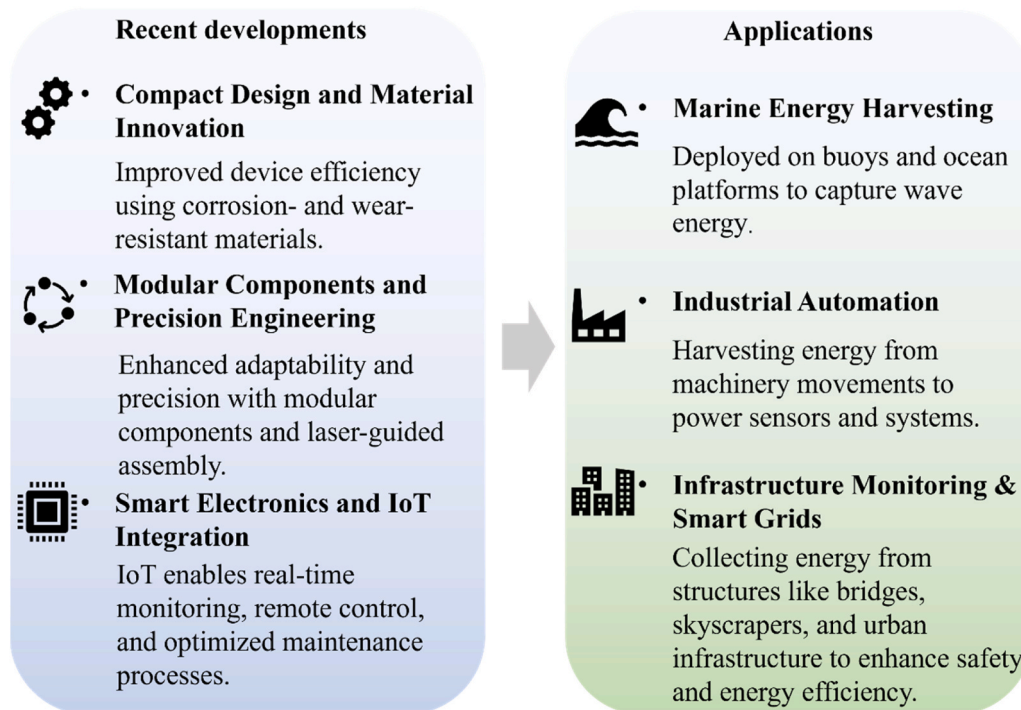 Recent developments
• Compact Design and Material
Innovation
Improved device efficiency
using corrosion- and wear-
resistant materials.
• Modular Components and
Precision Engineering
Enhanced adaptability and
precision with modular
components and laser-guided
assembly.
• Smart Electronics and IoT
Integration
IoT enables real-time
monitoring, remote control,
and optimized maintenance
processes.
Applications
• Marine Energy Harvesting
Deployed on buoys and ocean
platforms to capture wave
energy.
• Industrial Automation
Harvesting energy from
machinery movements to
power sensors and systems.
• Infrastructure Monitoring &
Smart Grids
Collecting energy from
structures like bridges,
skyscrapers, and urban
infrastructure to enhance safety
and energy efficiency.